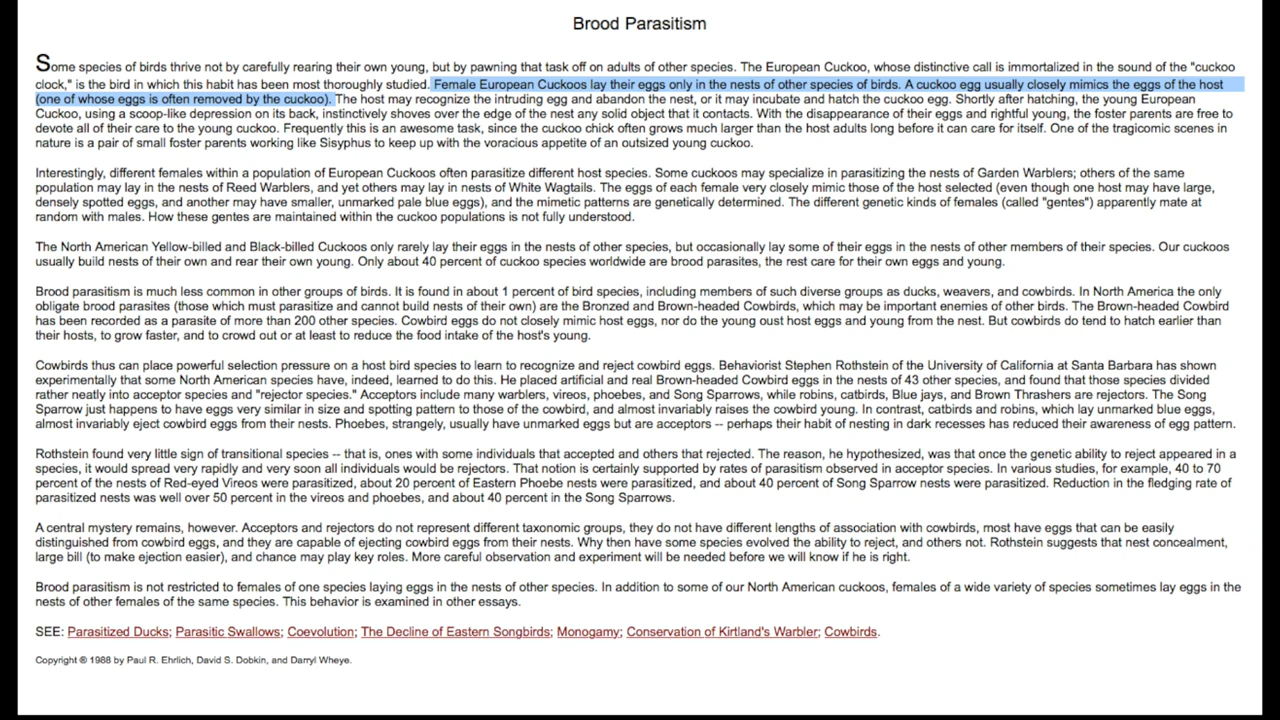 Brood Parasitism
Some species of birds thrive not by carefully rearing their own young, but by pawning that task off on adults of other species. The European Cuckoo, whose distinctive call is immortalized in the sound of the "cuckoo
clock," is the bird in which this habit has been most thoroughly studied. Female European Cuckoos lay their eggs only in the nests of other species of birds. A cuckoo egg usually closely mimics the eggs of the host
(one of whose eggs is often removed by the cuckoo). The host may recognize the intruding egg and abandon the nest, or it may incubate and hatch the cuckoo egg. Shortly after hatching, the young European
Cuckoo, using a scoop-like depression on its back, instinctively shoves over the edge of the nest any solid object that it contacts. With the disappearance of their eggs and rightful young, the foster parents are free to
devote all of their care to the young cuckoo. Frequently this is an awesome task, since the cuckoo chick often grows much larger than the host adults long before it can care for itself. One of the tragicomic scenes in
nature is a pair of small foster parents working like Sisyphus to keep up with the voracious appetite of an outsized young cuckoo.
Interestingly, different females within a population of European Cuckoos often parasitize different host species. Some cuckoos may specialize in parasitizing the nests of Garden Warblers; others of the same
population may lay in the nests of Reed Warblers, and yet others may lay in nests of White Wagtails. The eggs of each female very closely mimic those of the host selected (even though one host may have large,
densely spotted eggs, and another may have smaller, unmarked pale blue eggs), and the mimetic patterns are genetically determined. The different genetic kinds of females (called "gentes") apparently mate at
random with males. How these gentes are maintained within the cuckoo populations is not fully understood.
The North American Yellow-billed and Black-billed Cuckoos only rarely lay their eggs in the nests of other species, but occasionally lay some of their eggs in the nests of other members of their species. Our cuckoos
usually build nests of their own and rear their own young. Only about 40 percent of cuckoo species worldwide are brood parasites, the rest care for their own eggs and young.
Brood parasitism is much less common in other groups of birds. It is found in about 1 percent of bird species, including members of such diverse groups as ducks, weavers, and cowbirds. In North America the only
obligate brood parasites (those which must parasitize and cannot build nests of their own) are the Bronzed and Brown-headed Cowbirds, which may be important enemies of other birds. The Brown-headed Cowbird
has been recorded as a parasite of more than 200 other species. Cowbird eggs do not closely mimic host eggs, nor do the young oust host eggs and young from the nest. But cowbirds do tend to hatch earlier than
their hosts, to grow faster, and to crowd out or at least to reduce the food intake of the host's young.
Cowbirds thus can place powerful selection pressure on a host bird species to learn to recognize and reject cowbird eggs. Behaviorist Stephen Rothstein of the University of California at Santa Barbara has shown
experimentally that some North American species have, indeed, learned to do this. He placed artificial and real Brown-headed Cowbird eggs in the nests of 43 other species, and found that those species divided
rather neatly into acceptor species and "rejector species." Acceptors include many warblers, vireos, phoebes, and Song Sparrows, while robins, catbirds, Blue jays, and Brown Thrashers are rejectors. The Song
Sparrow just happens to have eggs very similar in size and spotting pattern to those of the cowbird, and almost invariably raises the cowbird young. In contrast, catbirds and robins, which lay unmarked blue eggs,
almost invariably eject cowbird eggs from their nests. Phoebes, strangely, usually have unmarked eggs but are acceptors -- perhaps their habit of nesting in dark recesses has reduced their awareness of egg pattern.
Rothstein found very little sign of transitional species -- that is, ones with some individuals that accepted and others that rejected. The reason, he hypothesized, was that once the genetic ability to reject appeared in a
species, it would spread very rapidly and very soon all individuals would be rejectors. That notion is certainly supported by rates of parasitism observed in acceptor species. In various studies, for example, 40 to 70
percent of the nests of Red-eyed Vireos were parasitized, about 20 percent of Eastern Phoebe nests were parasitized, and about 40 percent of Song Sparrow nests were parasitized. Reduction in the fledging rate of
parasitized nests was well over 50 percent in the vireos and phoebes, and about 40 percent in the Song Sparrows.
A central mystery remains, however. Acceptors and rejectors do not represent different taxonomic groups, they do not have different lengths of association with cowbirds, most have eggs that can be easily
distinguished from cowbird eggs, and they are capable of ejecting cowbird eggs from their nests. Why then have some species evolved the ability to reject, and others not. Rothstein suggests that nest concealment,
large bill (to make ejection easier), and chance may play key roles. More careful observation and experiment will be needed before we will know if he is right.
Brood parasitism is not restricted to females of one species laying eggs in the nests of other species. In addition to some of our North American cuckoos, females of a wide variety of species sometimes lay eggs in the
nests of other females of the same species. This behavior is examined in other essays.
SEE: Parasitized Ducks; Parasitic Swallows; Coevolution; The Decline of Eastern Songbirds; Monogamy; Conservation of Kirtland's Warbler; Cowbirds.
Copyright ® 1988 by Paul R. Ehrlich, David S. Dobkin, and Darryl Wheye.